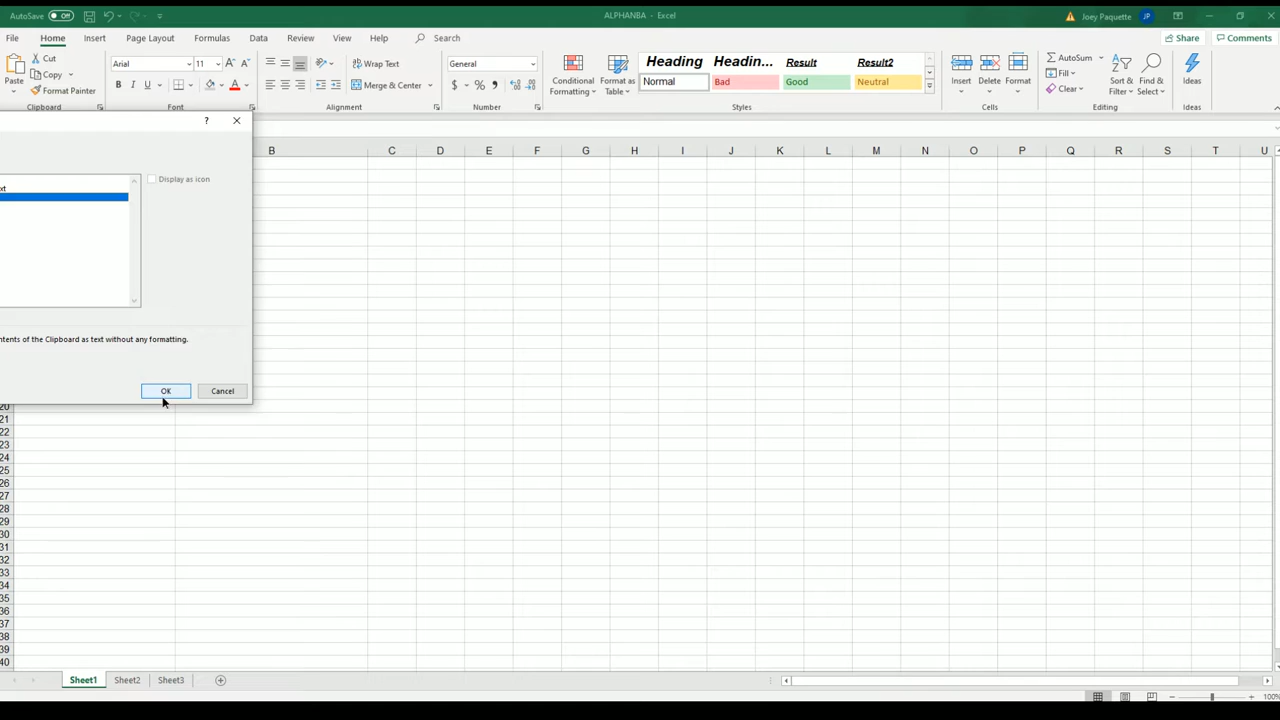 AutoSave Off ALPHANBA - Excel Joey Paquette JP
File Home Insert Page Layout Formulas Data Review View Help Search Share Comments
Paste Cut Copy Format Painter Clipboard
Arial 11 A A B I U A Font
Wrap Text Merge & Center Alignment
General $ % , Number
Conditional Formatting Format as Table
Heading Headin... Result Result2
Normal Bad Good Neutral
Styles
Insert Delete Format Cells
AutoSum Fill Clear Sort & Filter Find & Select Editing
Ideas Ideas
? ×
B C D E F G H I J K L M N O P Q R S T U
Display as icon
xt
ntents of the Clipboard as text without any formatting.
OK Cancel
20
21
22
23
24
25
26
27
28
29
30
31
32
33
34
35
36
37
38
39
40
Sheet1 Sheet2 Sheet3
100%